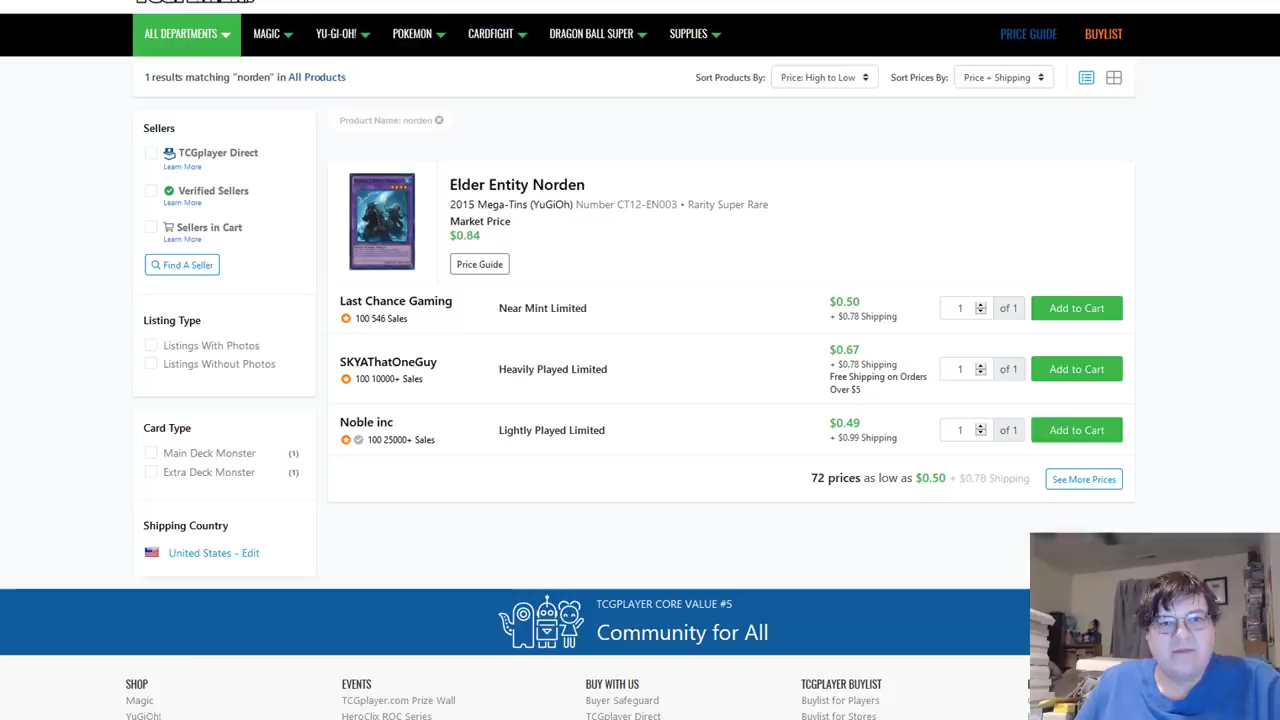 ALL DEPARTMENTS MAGIC YU-GI-OH! POKEMON CARDFIGHT DRAGON BALL SUPER SUPPLIES PRICE GUIDE BUYLIST
1 results matching "norden" in All Products
Sort Products By: Price: High to Low Sort Prices By: Price + Shipping
Product Name: norden
Sellers
TCGplayer Direct
Learn More
Verified Sellers
Learn More
Sellers in Cart
Learn More
Find A Seller
Listing Type
Listings With Photos
Listings Without Photos
Card Type
Main Deck Monster (1)
Extra Deck Monster (1)
Shipping Country
United States - Edit
Elder Entity Norden
2015 Mega-Tins (YuGiOh) Number CT12-EN003 • Rarity Super Rare
Market Price
$0.84
Price Guide
Last Chance Gaming
100 546 Sales
Near Mint Limited
$0.50
+ $0.78 Shipping
1 of 1 Add to Cart
SKYAThatOneGuy
100 10000+ Sales
Heavily Played Limited
$0.67
+ $0.78 Shipping
Free Shipping on Orders
Over $5
1 of 1 Add to Cart
Noble inc
100 25000+ Sales
Lightly Played Limited
$0.49
+ $0.99 Shipping
1 of 1 Add to Cart
72 prices as low as $0.50 + $0.78 Shipping See More Prices
TCGPLAYER CORE VALUE #5
Community for All
SHOP
Magic
YuGiOh!
EVENTS
TCGplayer.com Prize Wall
HeroClix ROC Series
BUY WITH US
Buyer Safeguard
TCGplayer Direct
TCGPLAYER BUYLIST
Buylist for Players
Buylist for Stores